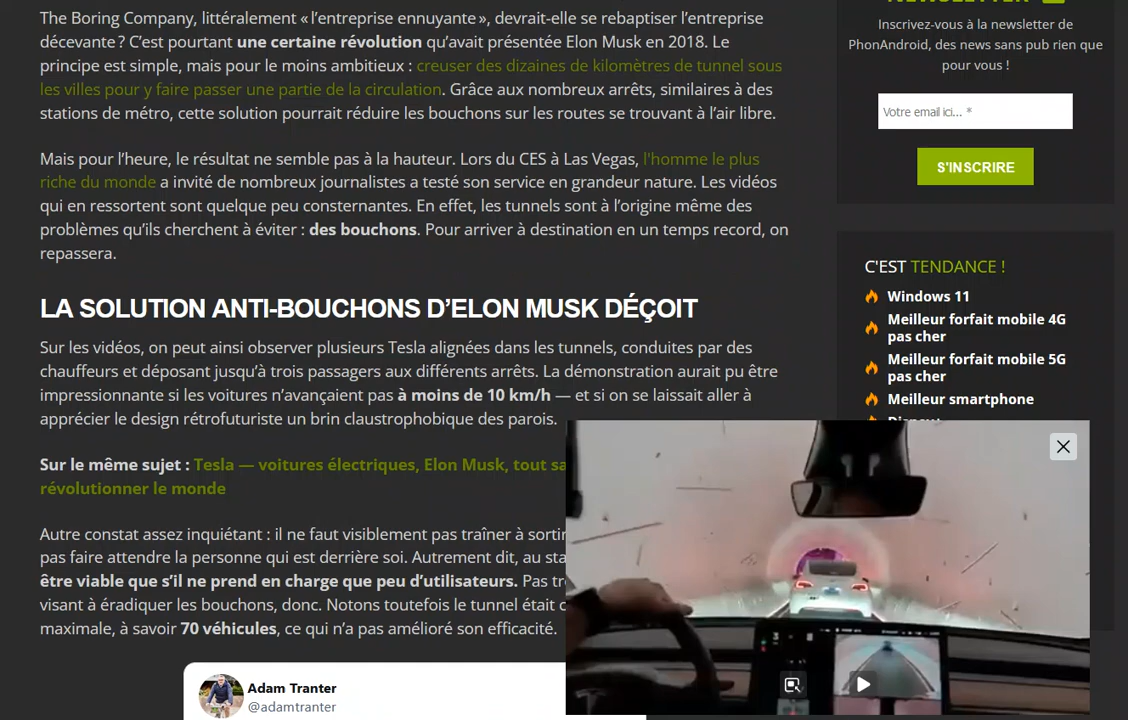 The Boring Company, littéralement « l’entreprise ennuyante », devrait-elle se rebaptiser l’entreprise
décevante ? C’est pourtant une certaine révolution qu’avait présentée Elon Musk en 2018. Le
principe est simple, mais pour le moins ambitieux : creuser des dizaines de kilomètres de tunnel sous
les villes pour y faire passer une partie de la circulation. Grâce aux nombreux arrêts, similaires à des
stations de métro, cette solution pourrait réduire les bouchons sur les routes se trouvant à l’air libre.
Mais pour l’heure, le résultat ne semble pas à la hauteur. Lors du CES à Las Vegas, l'homme le plus
riche du monde a invité de nombreux journalistes a testé son service en grandeur nature. Les vidéos
qui en ressortent sont quelque peu consternantes. En effet, les tunnels sont à l’origine même des
problèmes qu’ils cherchent à éviter : des bouchons. Pour arriver à destination en un temps record, on
repassera.
LA SOLUTION ANTI-BOUCHONS D’ELON MUSK DÉÇOIT
Sur les vidéos, on peut ainsi observer plusieurs Tesla alignées dans les tunnels, conduites par des
chauffeurs et déposant jusqu’à trois passagers aux différents arrêts. La démonstration aurait pu être
impressionnante si les voitures n’avançaient pas à moins de 10 km/h — et si on se laissait aller à
apprécier le design rétrofuturiste un brin claustrophobique des parois.
Sur le même sujet : Tesla — voitures électriques, Elon Musk, tout sa
révolutionner le monde
Autre constat assez inquiétant : il ne faut visiblement pas traîner à sortir
pas faire attendre la personne qui est derrière soi. Autrement dit, au sta
être viable que s’il ne prend en charge que peu d’utilisateurs. Pas
visant à éradiquer les bouchons, donc. Notons toutefois le tunnel était
maximale, à savoir 70 véhicules, ce qui n’a pas amélioré son efficacité.
Adam Tranter
@adamtranter
NEWSLETTER
Inscrivez-vous à la newsletter de
PhonAndroid, des news sans pub rien que
pour vous !
Votre email ici... *
S'INSCRIRE
C'EST TENDANCE !
Windows 11
Meilleur forfait mobile 4G
pas cher
Meilleur forfait mobile 5G
pas cher
Meilleur smartphone